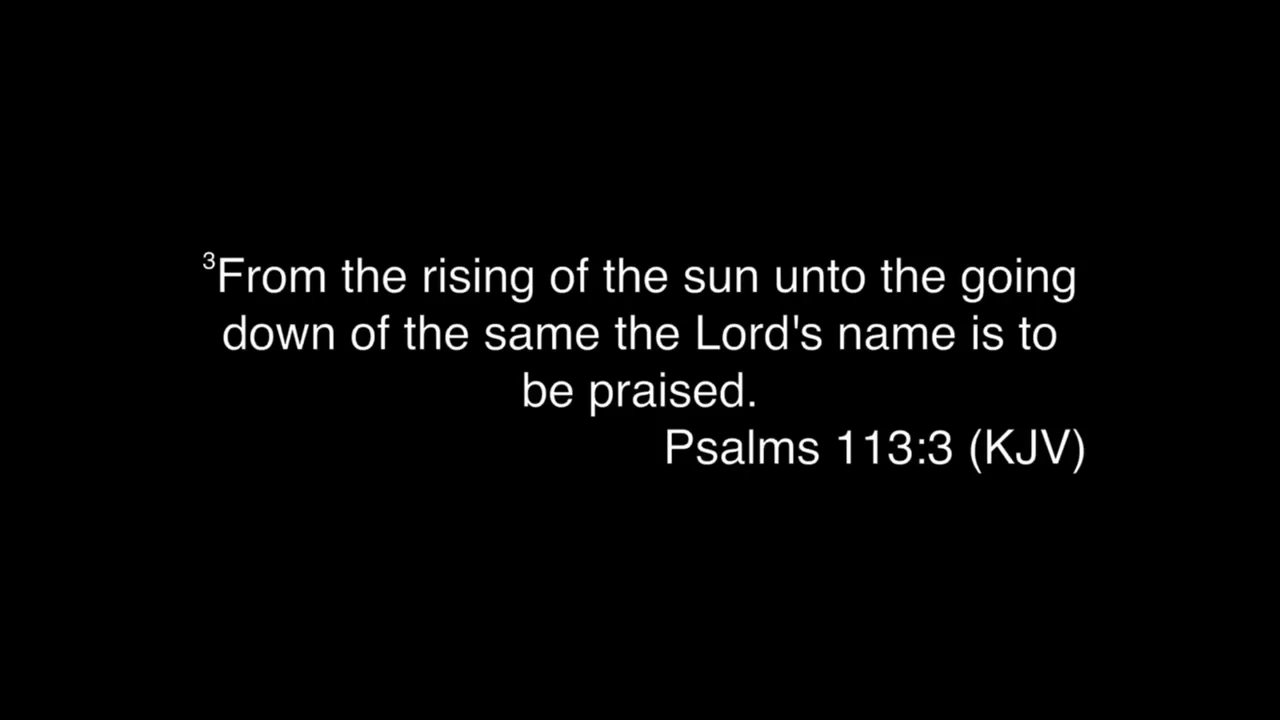 ³From the rising of the sun unto the going
down of the same the Lord's name is to
be praised.
Psalms 113:3 (KJV)